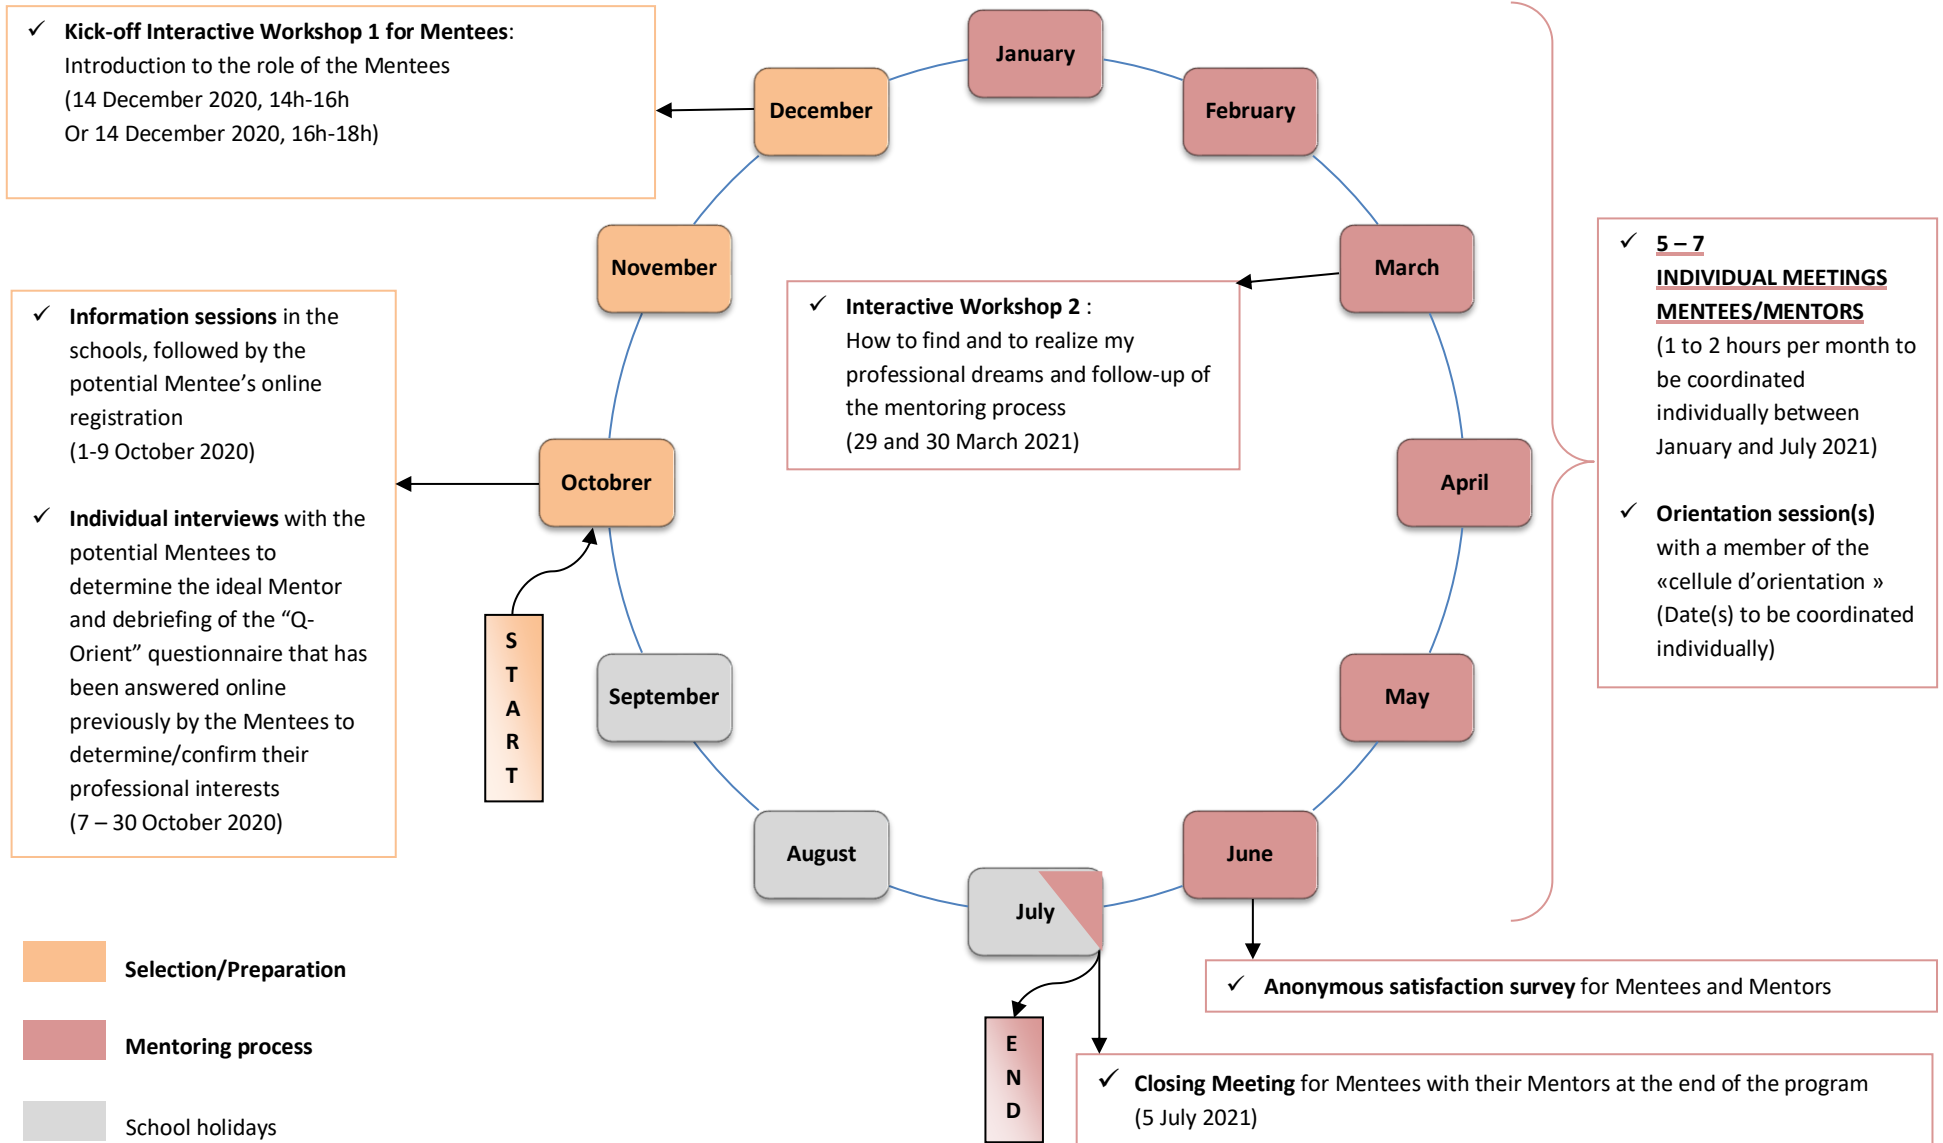 ✓ Kick-off Interactive Workshop 1 for Mentees:
Introduction to the role of the Mentees
(14 December 2020, 14h-16h
Or 14 December 2020, 16h-18h)
January
December
February
November
March
✓ Information sessions in the
schools, followed by the
potential Mentee’s online
registration
(1-9 October 2020)
✓ Individual interviews with the
potential Mentees to
determine the ideal Mentor
and debriefing of the “Q-
Orient” questionnaire that has
been answered online
previously by the Mentees to
determine/confirm their
professional interests
(7 – 30 October 2020)
✓ Interactive Workshop 2 :
How to find and to realize my
professional dreams and follow-up of
the mentoring process
(29 and 30 March 2021)
✓ 5 – 7
INDIVIDUAL MEETINGS
MENTEES/MENTORS
(1 to 2 hours per month to
be coordinated
individually between
January and July 2021)
✓ Orientation session(s)
with a member of the
«cellule d’orientation »
(Date(s) to be coordinated
individually)
Octobrer
April
S
T
A
R
T
September
May
August
June
July
Selection/Preparation
Mentoring process
School holidays
E
N
D
✓ Anonymous satisfaction survey for Mentees and Mentors
✓ Closing Meeting for Mentees with their Mentors at the end of the program
(5 July 2021)